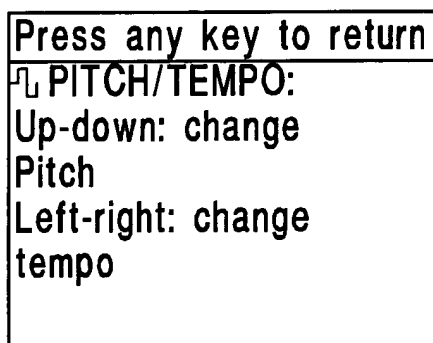 Press any key to return
PITCH/TEMPO:
Up-down: change
Pitch
Left-right: change
tempo